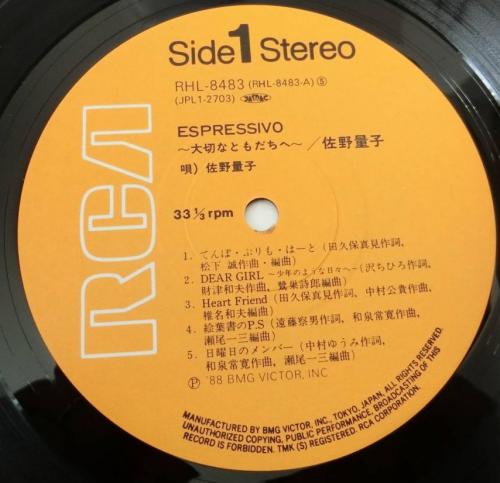 Side 1 Stereo
RHL-8483 (RHL-8483-A) Ⓢ
(JPL1-2703)
ESPRESSIVO
～大切なともだちへ～／佐野量子
唄) 佐野量子
33 1/3 rpm
RCA
1. てんぽ・ぷりも・はーと (田久保真見作詞、
松下 誠作曲・編曲)
2. DEAR GIRL ～少年のような日々へ～ (沢ちひろ作詞、
財津和夫作曲、鷺巣詩郎編曲)
3. Heart Friend (田久保真見作詞、中村公貴作曲、
椎名和夫編曲)
4. 絵葉書のP.S (遠藤察男作詞、和泉常寛作曲、
瀬尾一三編曲)
5. 日曜日のメンバー (中村ゆうみ作詞、
和泉常寛作曲、瀬尾一三編曲)
Ⓟ '88 BMG VICTOR, INC
MANUFACTURED BY BMG VICTOR, INC., TOKYO, JAPAN. ALL RIGHTS RESERVED.
UNAUTHORIZED COPYING, PUBLIC PERFORMANCE, BROADCASTING OF THIS
RECORD IS FORBIDDEN. TMK (S) REGISTERED. RCA CORPORATION.